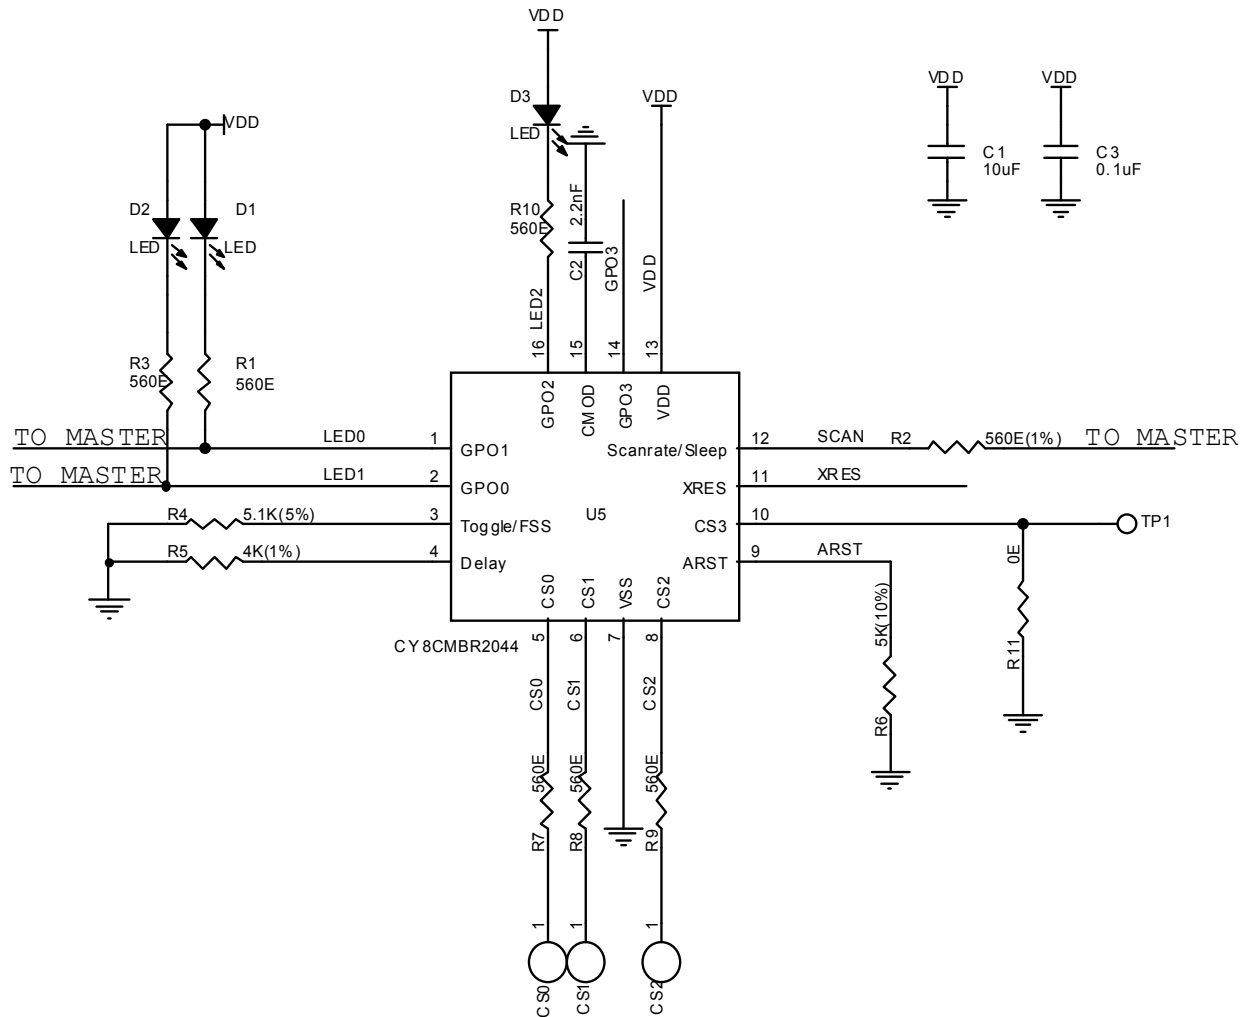 VDD
D3
LED
VDD
VDD
VDD
C1
10uF
C3
0.1uF
VDD
D2
D1
LED
LED
R10
560E
2.2nF
C2
LED2
GPO3
VDD
R3
560E
R1
560E
16
15
14
13
GPO2
CMOD
GPO3
VDD
TO MASTER
LED0
1
GPO1
Scanrate/Sleep
12
SCAN
R2
560E(1%)
TO MASTER
TO MASTER
LED1
2
GPO0
XRES
11
XRES
R4
5.1K(5%)
3
Toggle/FSS
U5
CS3
10
TP1
R5
4K(1%)
4
Delay
ARST
9
ARST
0E
CS0
CS1
VSS
CS2
5K(10%)
R11
R6
CY8CMBR2044
5
6
7
8
CS0
CS1
CS2
560E
560E
560E
R7
R8
R9
1
1
1
CS0
CS1
CS2